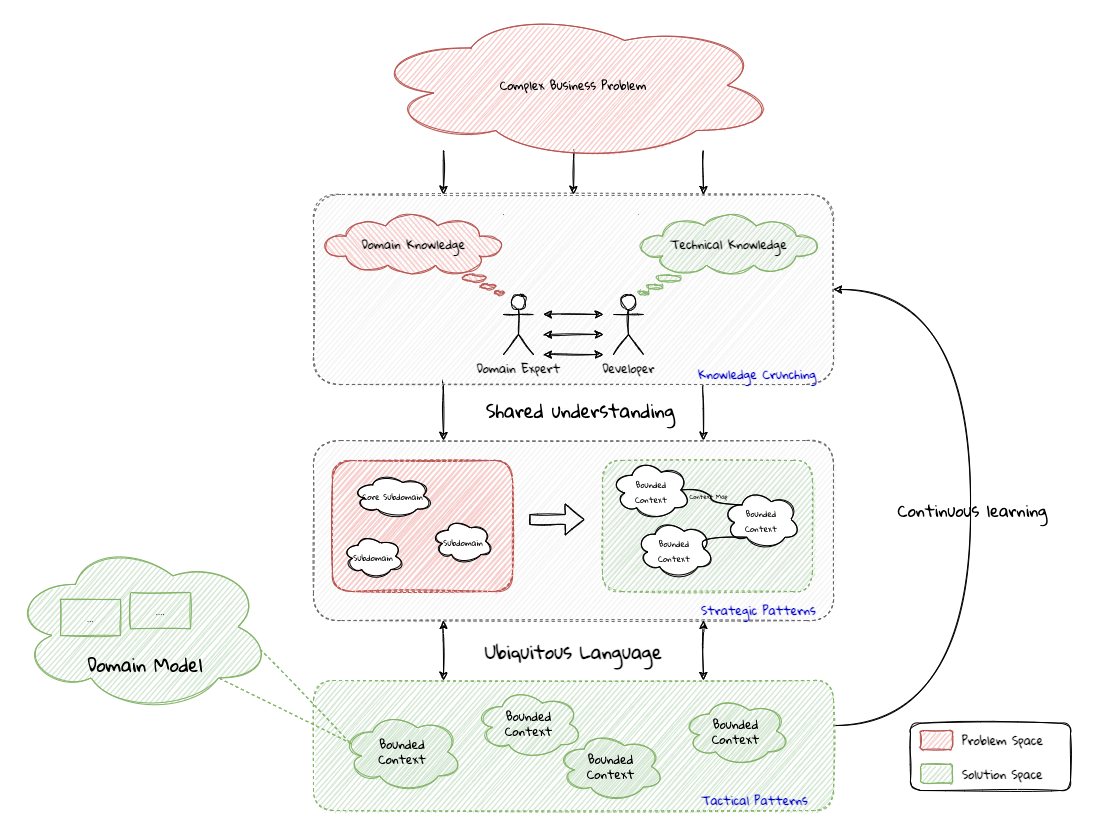 Complex Business Problem
Domain Knowledge
Technical Knowledge
Domain Expert
Developer
Knowledge Crunching
Shared understanding
Core Subdomain
Subdomain
Subdomain
Bounded
Context
Context Map
Bounded
Context
Bounded
Context
Continuous learning
Strategic Patterns
...
....
Domain Model
Ubiquitous Language
Bounded
Context
Bounded
Context
Bounded
Context
Bounded
Context
Tactical Patterns
Problem Space
Solution Space